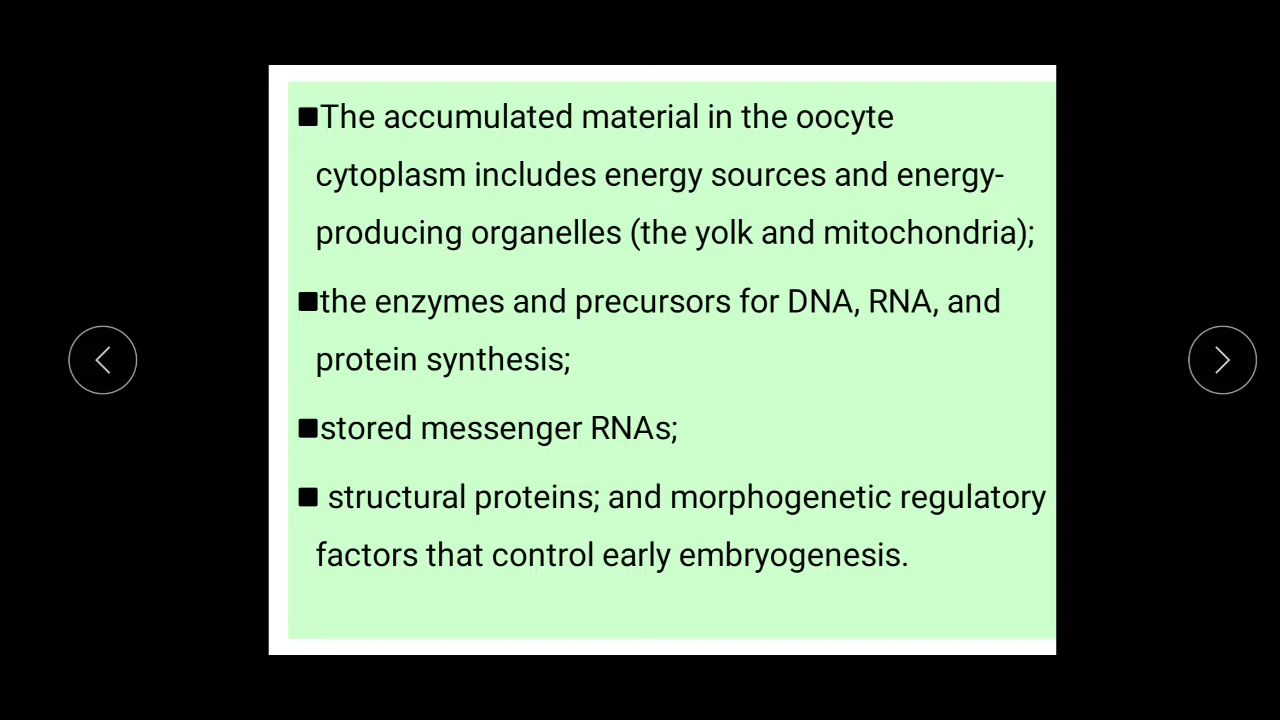 ■The accumulated material in the oocyte
cytoplasm includes energy sources and energy-
producing organelles (the yolk and mitochondria);
■the enzymes and precursors for DNA, RNA, and
protein synthesis;
■stored messenger RNAs;
■ structural proteins; and morphogenetic regulatory
factors that control early embryogenesis.